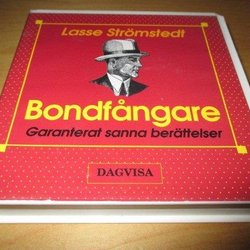 Lasse Strömstedt
Bondfångare
Garanterat sanna berättelser
DAGVISA